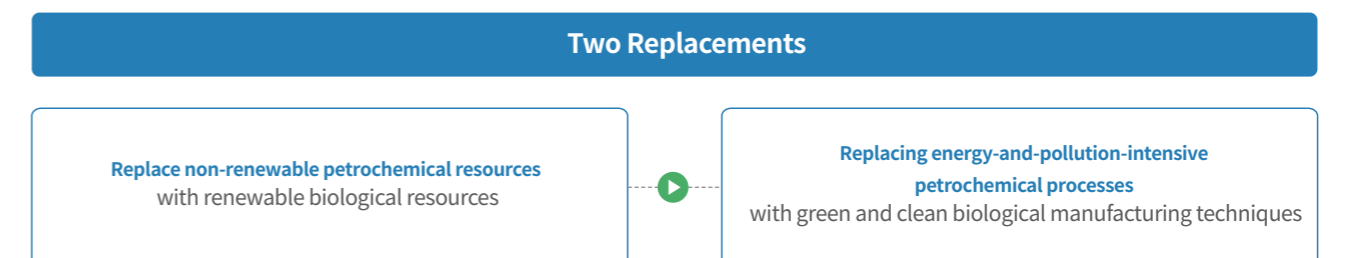 Two Replacements
Replace non-renewable petrochemical resources
with renewable biological resources
Replacing energy-and-pollution-intensive
petrochemical processes
with green and clean biological manufacturing techniques